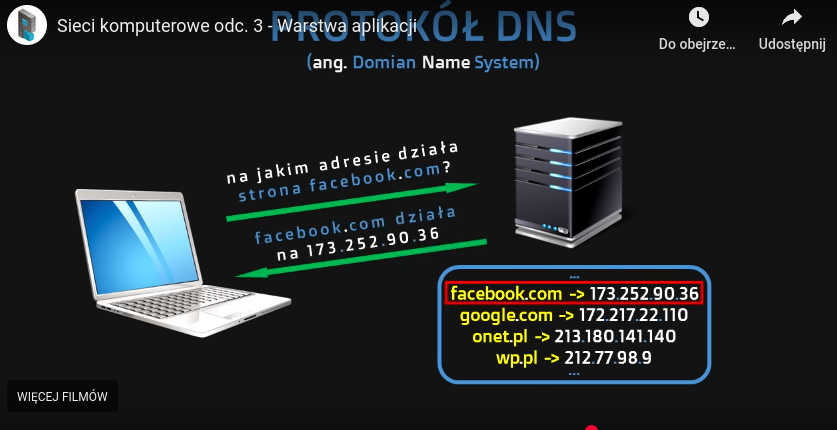 Sieci komputerowe odc. 3 - Warstwa aplikacji
PROTOKÓŁ DNS
Do obejrze...
Udostępnij
(ang. Domian Name System)
na jakim adresie działa
strona facebook.com?
facebook.com działa
na 173.252.90.36
...
facebook.com -> 173.252.90.36
google.com -> 172.217.22.110
onet.pl -> 213.180.141.140
wp.pl -> 212.77.98.9
...
WIĘCEJ FILMÓW